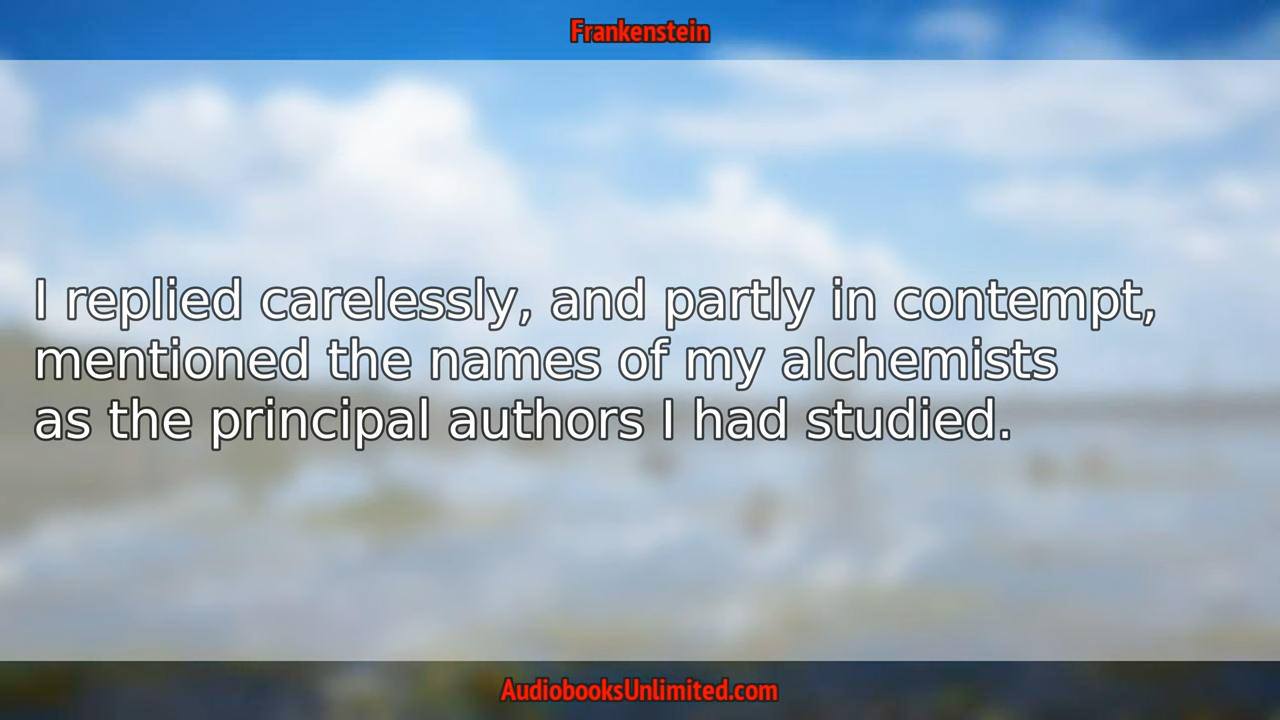 Frankenstein
I replied carelessly, and partly in contempt,
mentioned the names of my alchemists
as the principal authors I had studied.
AudiobooksUnlimited.com